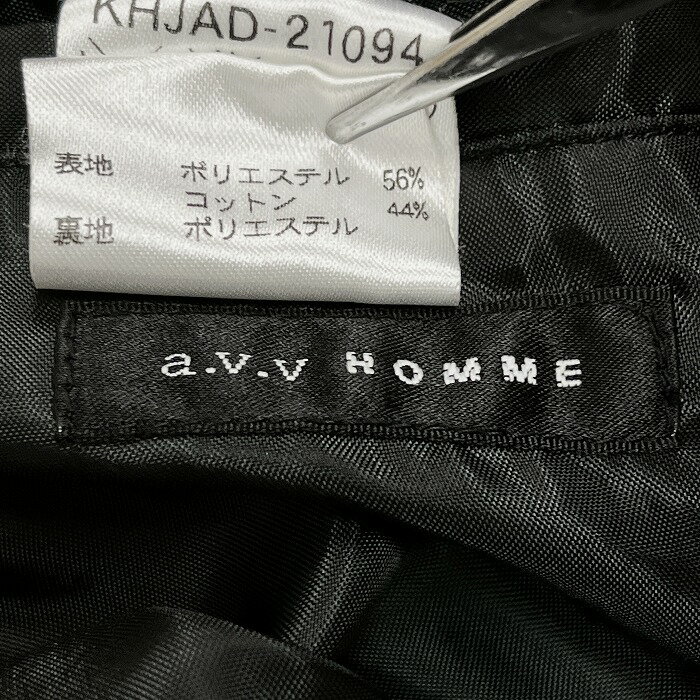 KHJAD-21094
表地 ポリエステル 56%
コットン 44%
裏地 ポリエステル
a.v.v HOMME